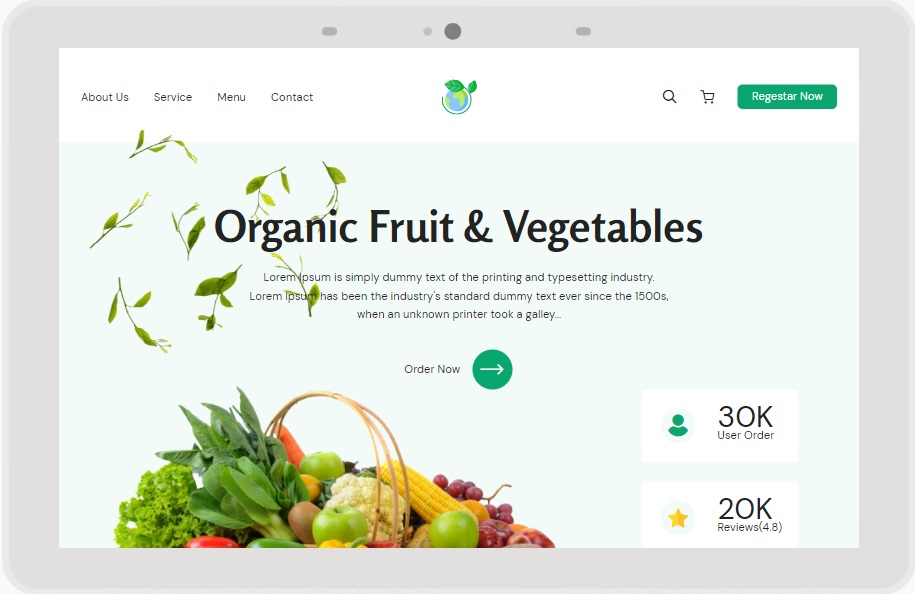 About Us
Service
Menu
Contact
Regestar Now
Organic Fruit & Vegetables
Lorem Ipsum is simply dummy text of the printing and typesetting industry.
Lorem Ipsum has been the industry's standard dummy text ever since the 1500s,
when an unknown printer took a galley...
Order Now
30K
User Order
20K
Reviews(4.8)